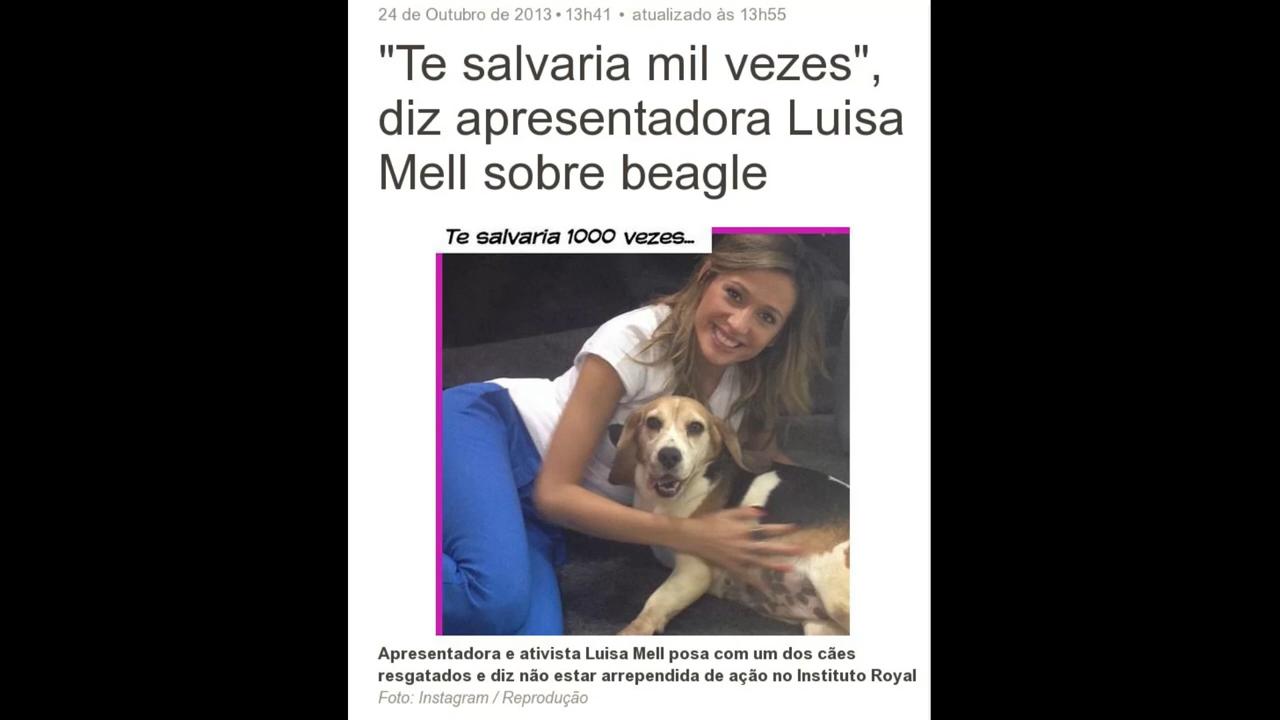 24 de Outubro de 2013 • 13h41 • atualizado às 13h55
"Te salvaria mil vezes",
diz apresentadora Luisa
Mell sobre beagle
Te salvaria 1000 vezes...
Apresentadora e ativista Luisa Mell posa com um dos cães
resgatados e diz não estar arrependida de ação no Instituto Royal
Foto: Instagram / Reprodução